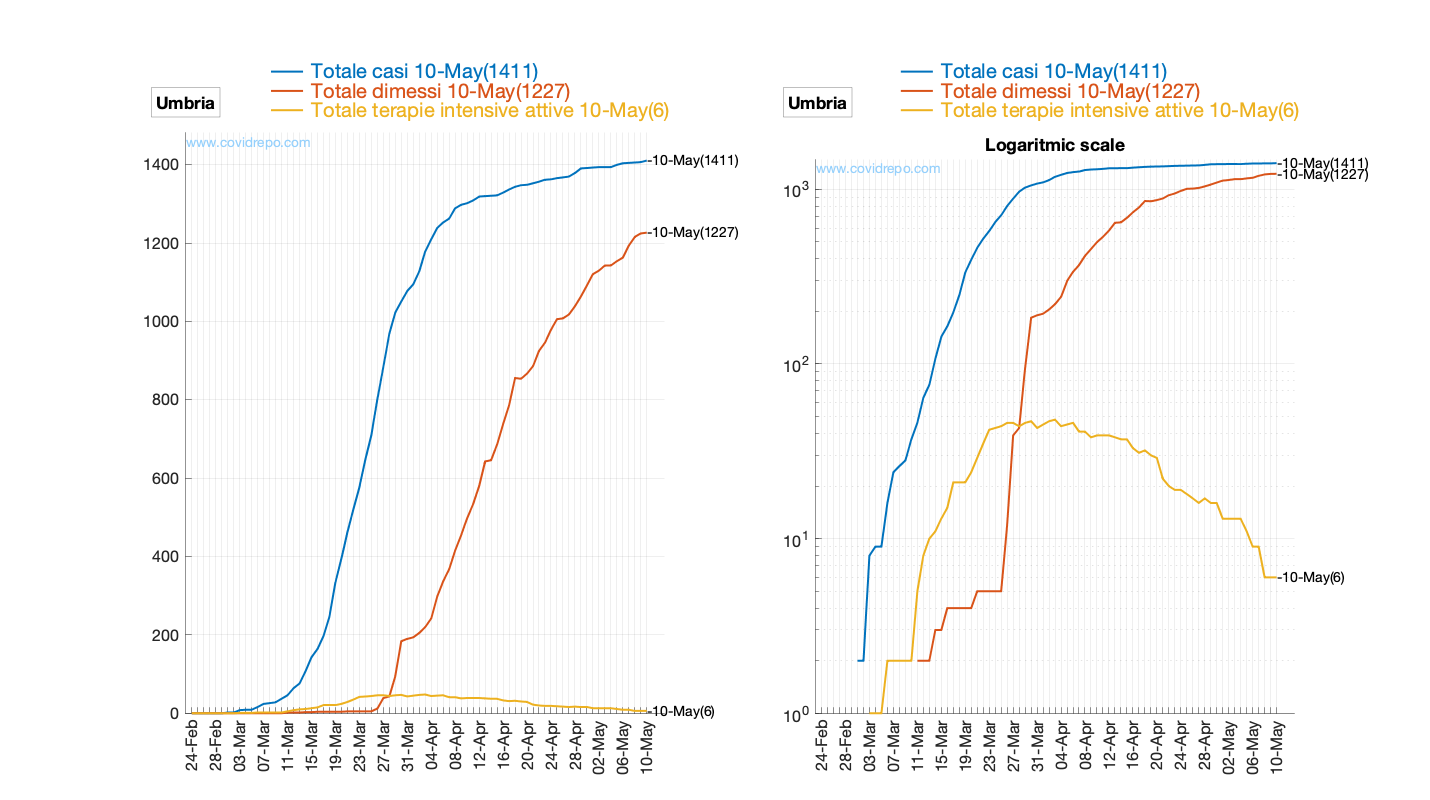 Totale casi 10-May(1411)
Totale dimessi 10-May(1227)
Totale terapie intensive attive 10-May(6)
Umbria
www.covidrepo.com
1400
1200
1000
800
600
400
200
0
10-May(1411)
10-May(1227)
10-May(6)
24-Feb
28-Feb
03-Mar
07-Mar
11-Mar
15-Mar
19-Mar
23-Mar
27-Mar
31-Mar
04-Apr
08-Apr
12-Apr
16-Apr
20-Apr
24-Apr
28-Apr
02-May
06-May
10-May
Totale casi 10-May(1411)
Totale dimessi 10-May(1227)
Totale terapie intensive attive 10-May(6)
Umbria
Logaritmic scale
www.covidrepo.com
10³
10²
10¹
10⁰
10-May(1411)
10-May(1227)
10-May(6)
24-Feb
28-Feb
03-Mar
07-Mar
11-Mar
15-Mar
19-Mar
23-Mar
27-Mar
31-Mar
04-Apr
08-Apr
12-Apr
16-Apr
20-Apr
24-Apr
28-Apr
02-May
06-May
10-May